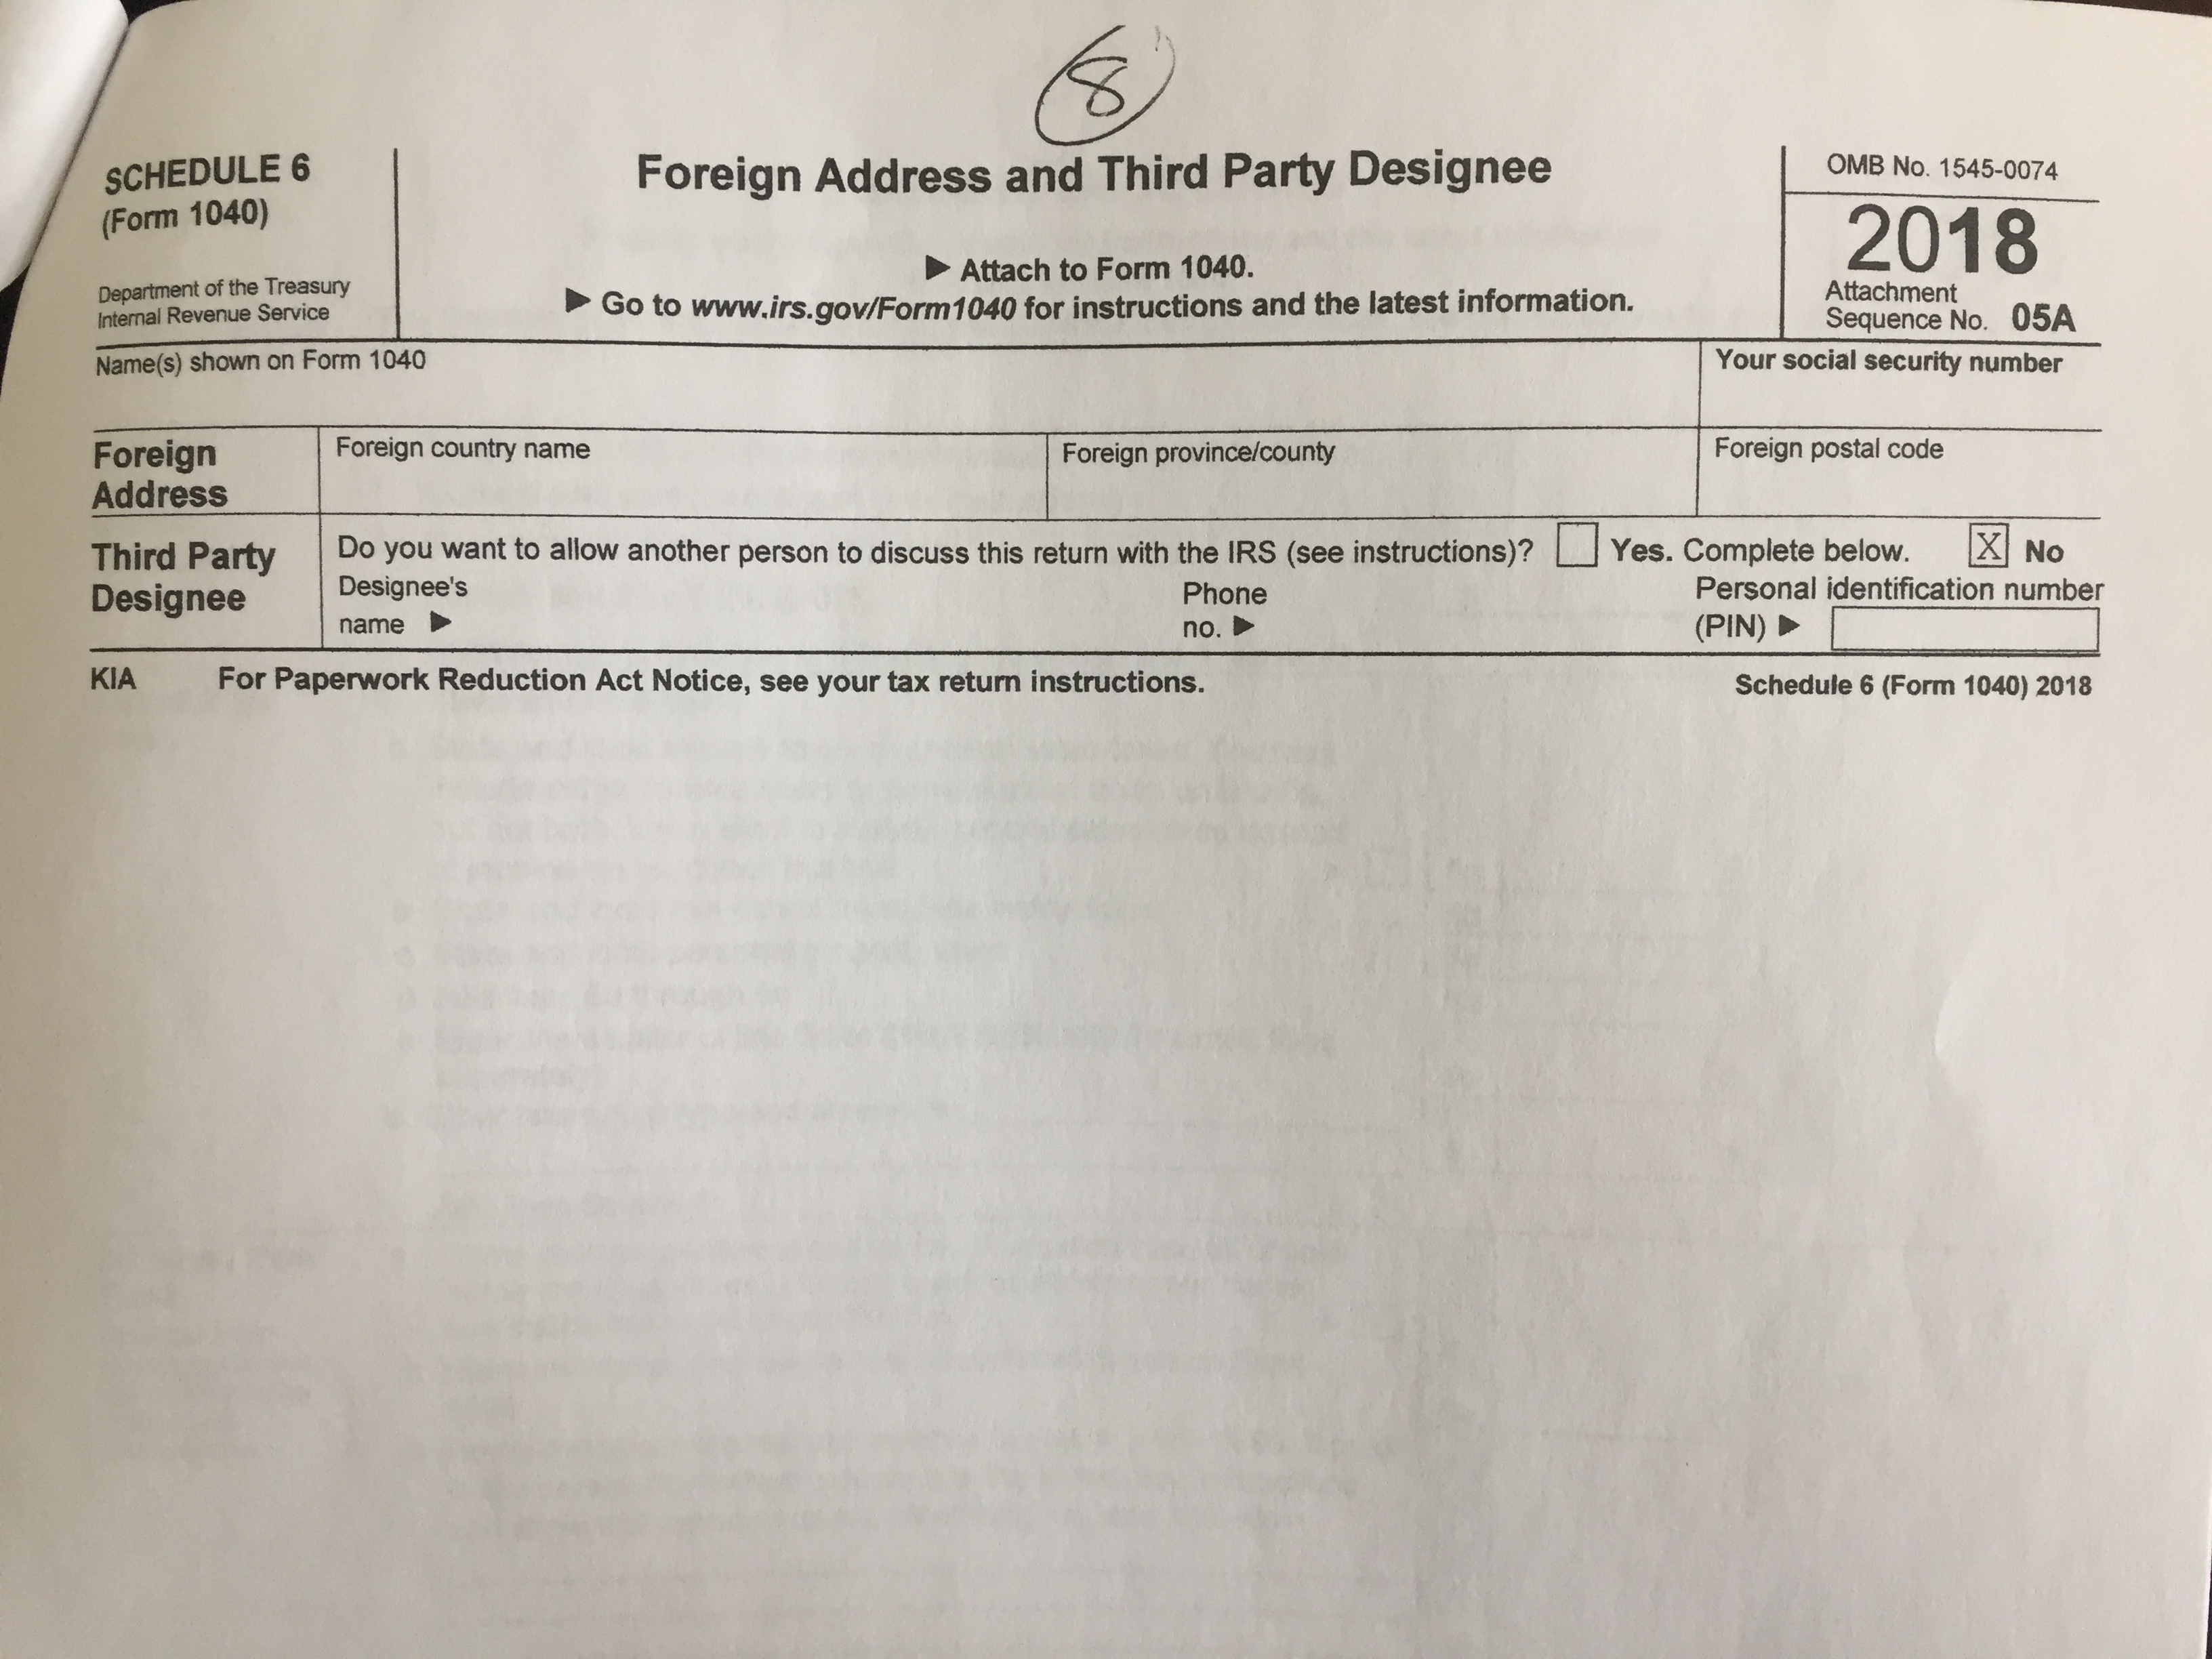 8
SCHEDULE 6
(Form 1040)
Department of the Treasury
Internal Revenue Service
Foreign Address and Third Party Designee
▶ Attach to Form 1040.
▶ Go to www.irs.gov/Form1040 for instructions and the latest information.
OMB No. 1545-0074
2018
Attachment
Sequence No. 05A
Name(s) shown on Form 1040
Your social security number
Foreign
Address
Foreign country name
Foreign province/county
Foreign postal code
Third Party
Designee
Do you want to allow another person to discuss this return with the IRS (see instructions)? Yes. Complete below. X No
Designee's
name ▶
Phone
no. ▶
Personal identification number
(PIN) ▶
KIA For Paperwork Reduction Act Notice, see your tax return instructions. Schedule 6 (Form 1040) 2018